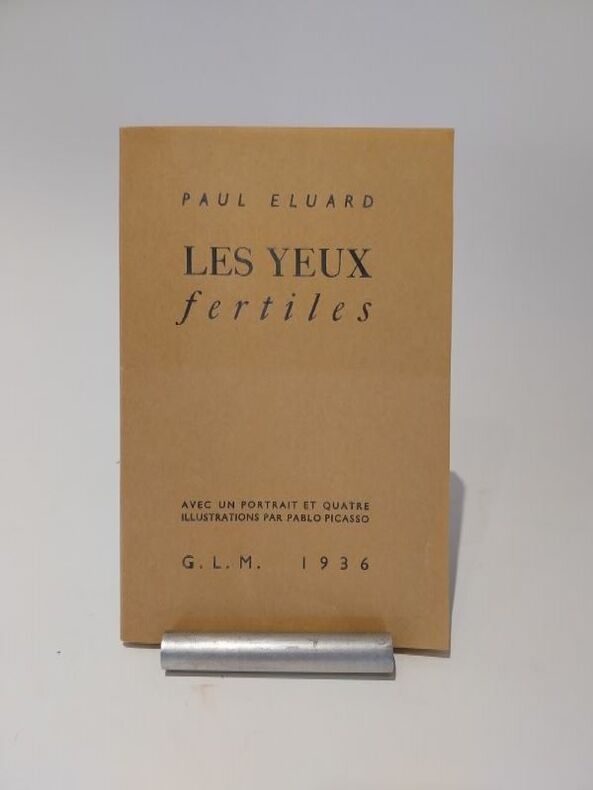 PAUL ELUARD
LES YEUX
fertiles
AVEC UN PORTRAIT ET QUATRE
ILLUSTRATIONS PAR PABLO PICASSO
G. L. M. 1936